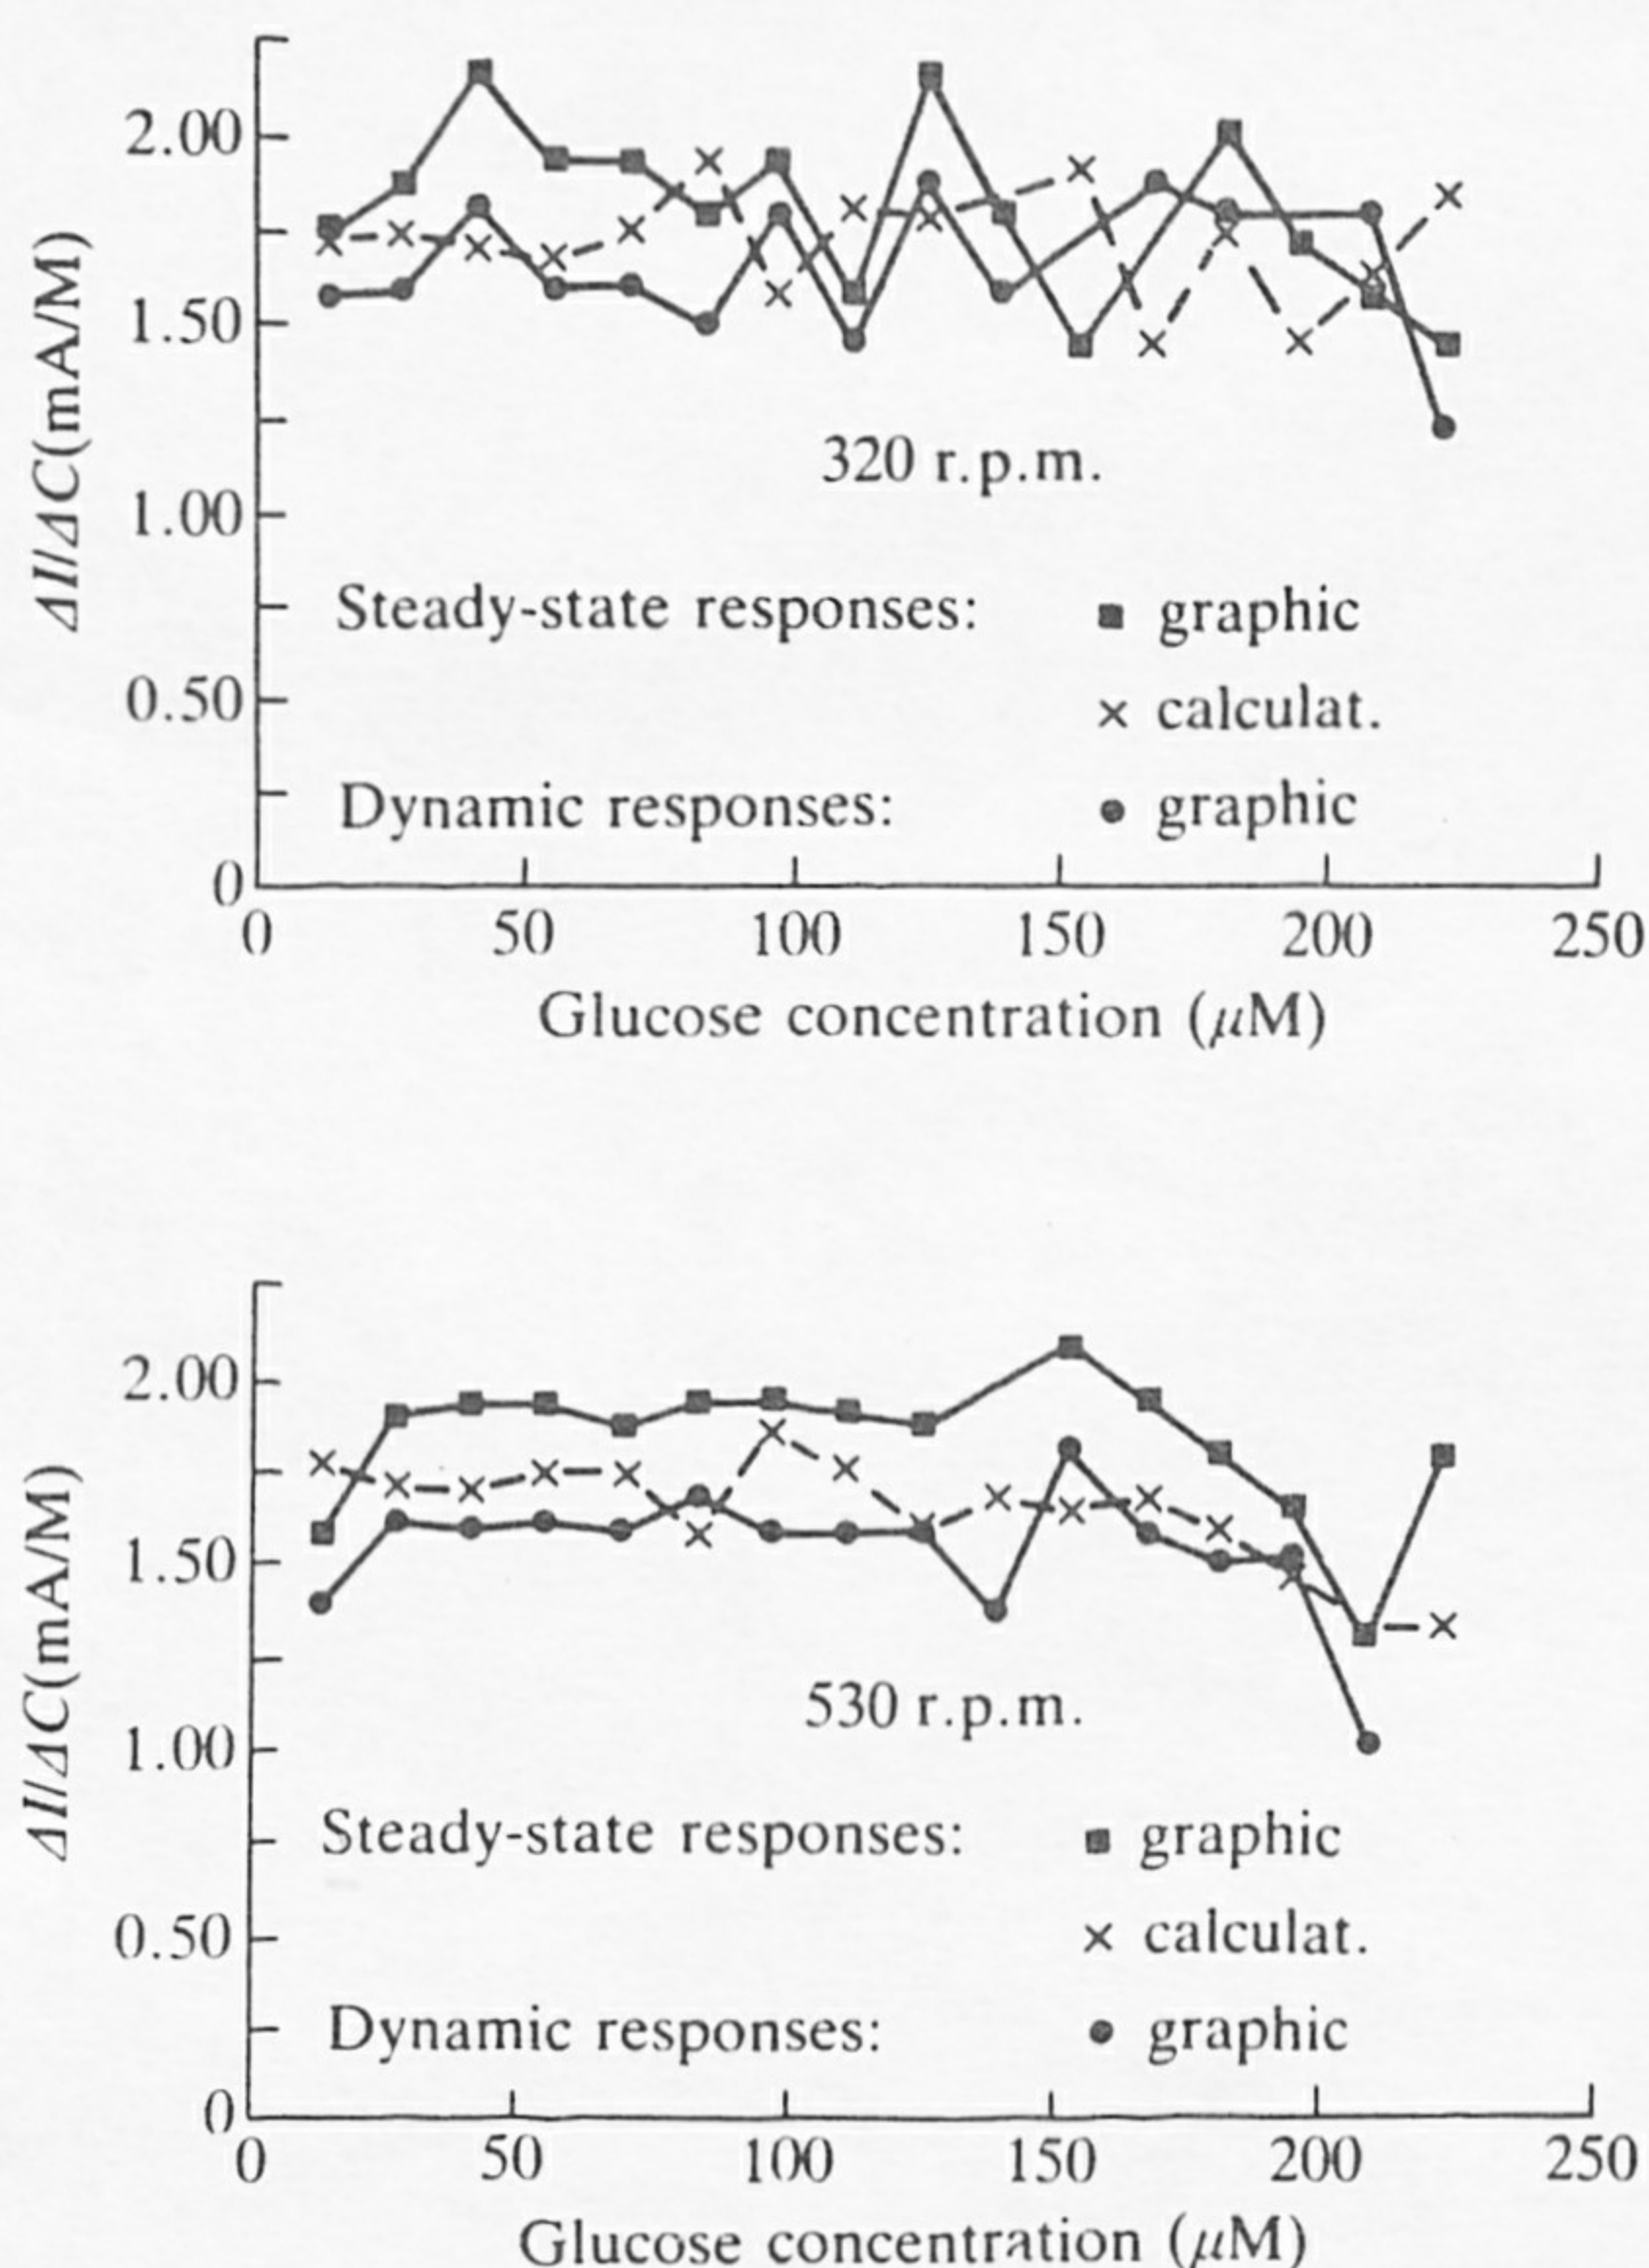 2.00
1.50
1.00
0.50
0
ΔI/ΔC(mA/M)
320 r.p.m.
Steady-state responses: ■ graphic
× calculat.
Dynamic responses: ● graphic
0 50 100 150 200 250
Glucose concentration (μM)
2.00
1.50
1.00
0.50
0
ΔI/ΔC(mA/M)
530 r.p.m.
Steady-state responses: ■ graphic
× calculat.
Dynamic responses: ● graphic
0 50 100 150 200 250
Glucose concentration (μM)